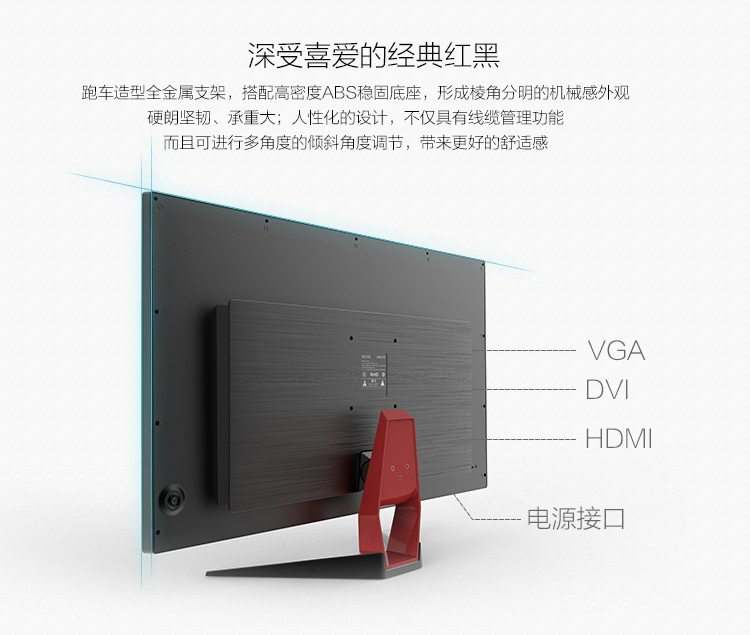 深受喜爱的经典红黑
跑车造型全金属支架，搭配高密度ABS稳固底座，形成棱角分明的机械感外观
硬朗坚韧、承重大；人性化的设计，不仅具有线缆管理功能
而且可进行多角度的倾斜角度调节，带来更好的舒适感
VGA
DVI
HDMI
电源接口